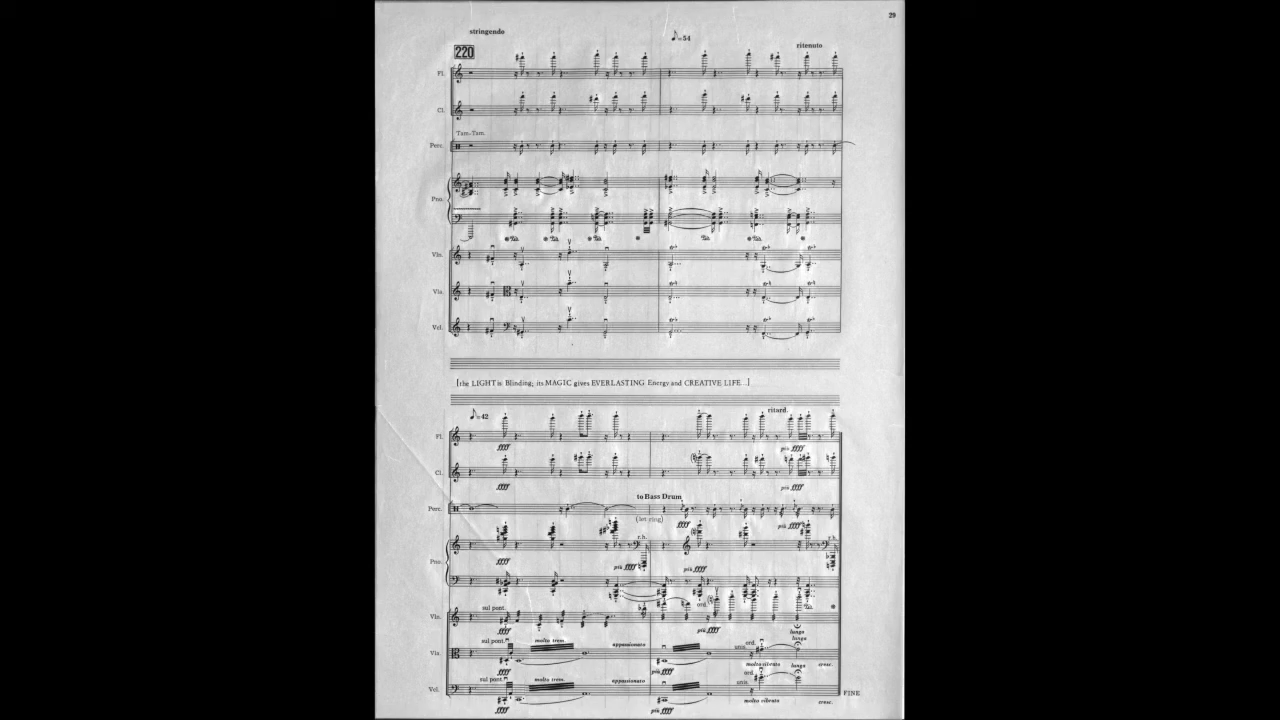 29
stringendo
♪=54
ritenuto
220
Fl.
Cl.
Tam-Tam
Perc.
Pno.
Vln.
Vla.
Vcl.
[the LIGHT is Blinding; its MAGIC gives EVERLASTING Energy and CREATIVE LIFE...]
♪=42
ritard.
Fl.
ffff
più ffff
Cl.
ffff
più ffff
to Bass Drum
Perc.
(let ring)
ffff
più ffff
r.h.
r.h.
Pno.
ffff
più ffff
più ffff
sul pont.
ord.
Vln.
ffff
più ffff
lunga
lunga
sul pont.
molto trem.
appassionato
ord.
unis.
Vla.
ffff
più ffff
molto vibrato
lunga
cresc.
sul pont.
molto trem.
appassionato
ord.
unis.
Vcl.
FINE
ffff
più ffff
molto vibrato
cresc.